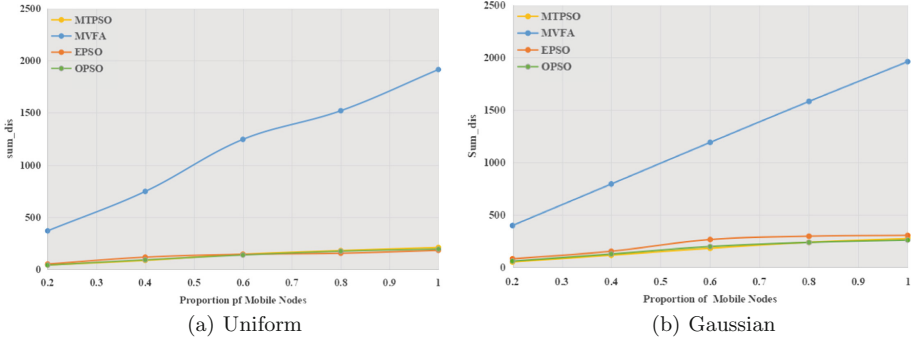 2500
2000
1500
1000
500
0
sum_dis
MTPSO
MVFA
EPSO
OPSO
0.2 0.3 0.4 0.5 0.6 0.7 0.8 0.9 1
Proportion pf Mobile Nodes
(a) Uniform
2500
2000
1500
1000
500
0
Sum_dis
MTPSO
MVFA
EPSO
OPSO
0.2 0.3 0.4 0.5 0.6 0.7 0.8 0.9 1
Proportion of Mobile Nodes
(b) Gaussian